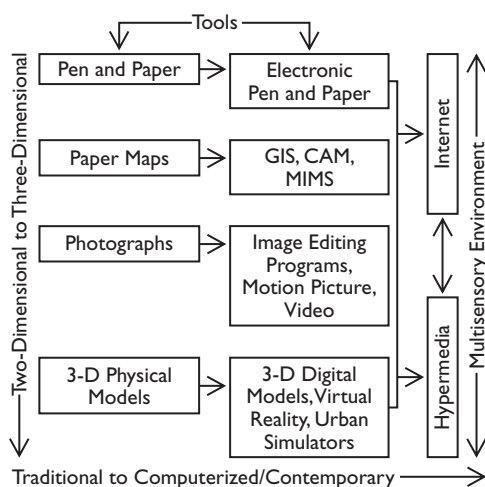 Tools
Pen and Paper
Electronic
Pen and Paper
Paper Maps
GIS, CAM,
MIMS
Photographs
Image Editing
Programs,
Motion Picture,
Video
3-D Physical
Models
3-D Digital
Models, Virtual
Reality, Urban
Simulators
Internet
Hypermedia
Two-Dimensional to Three-Dimensional
Multisensory Environment
Traditional to Computerized/Contemporary